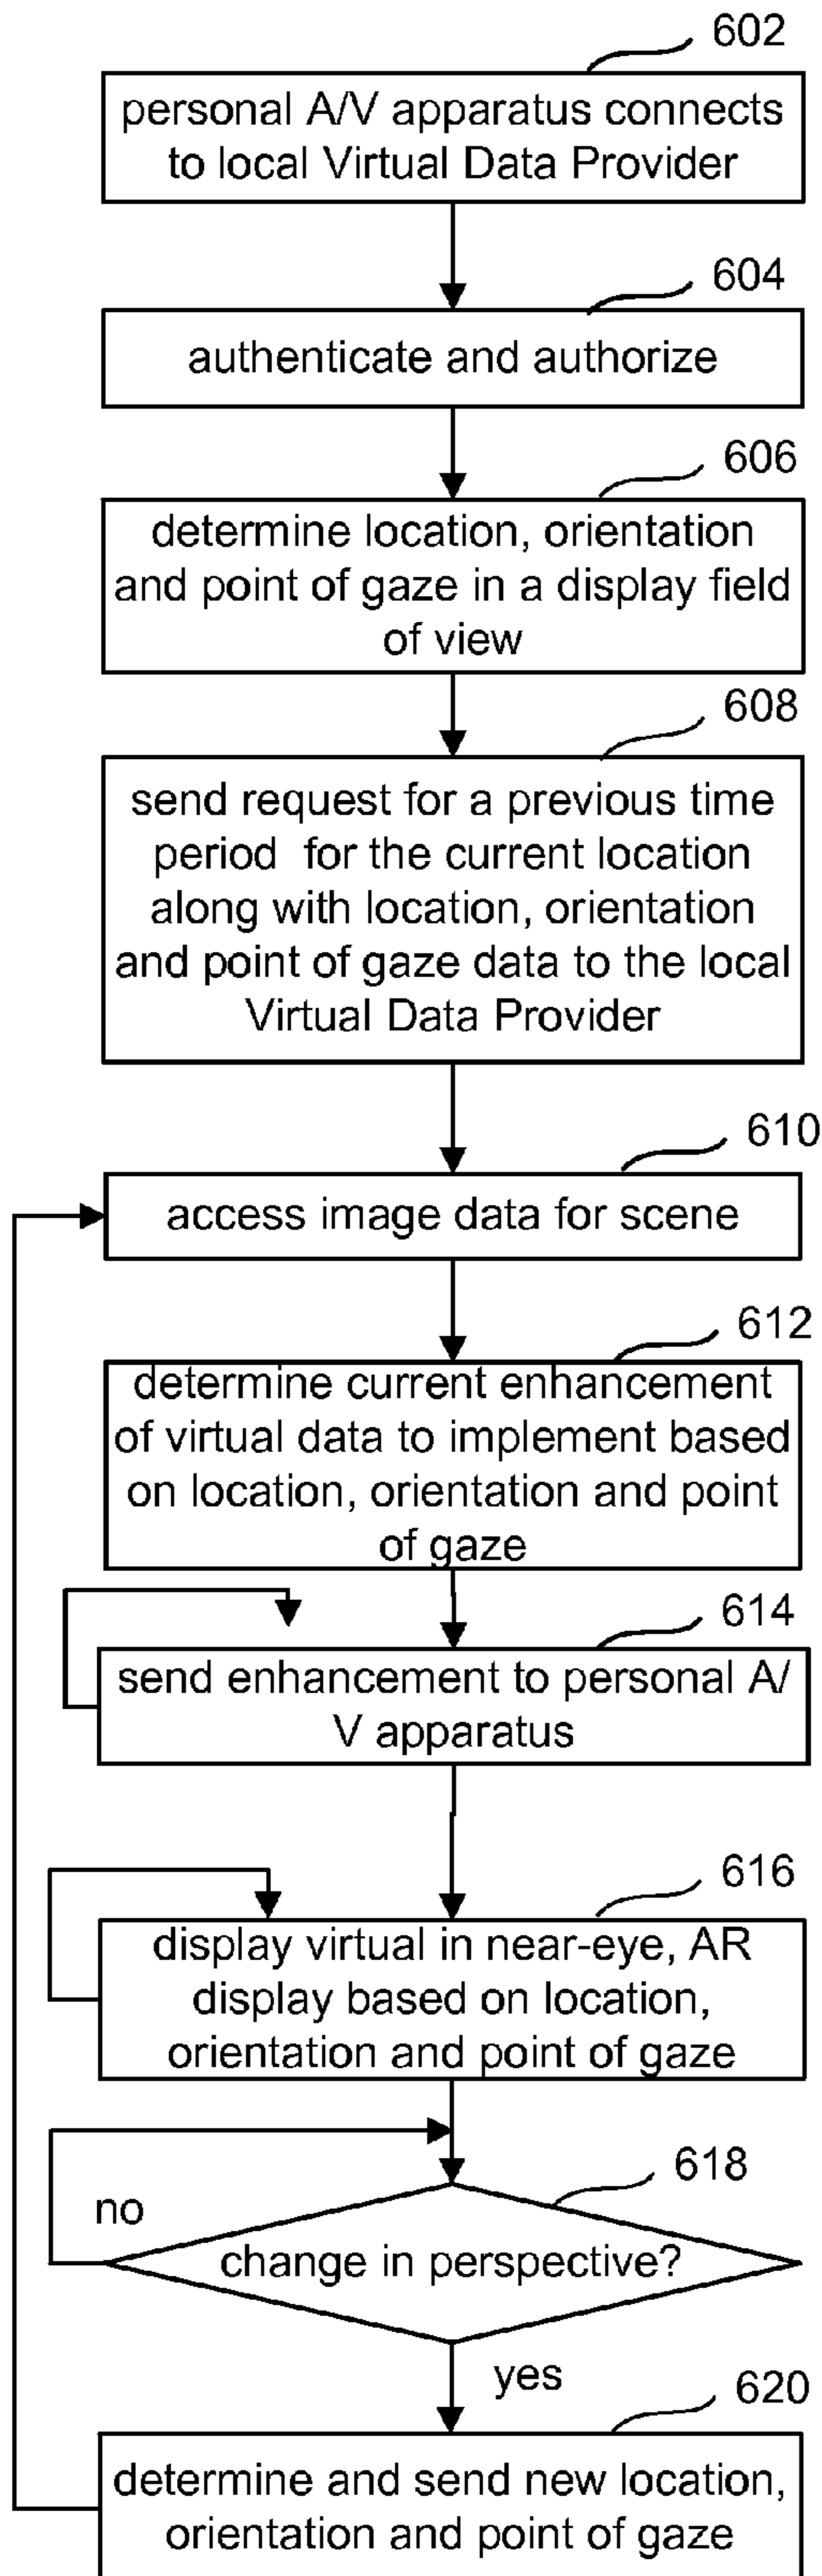 602
personal A/V apparatus connects
to local Virtual Data Provider
604
authenticate and authorize
606
determine location, orientation
and point of gaze in a display field
of view
608
send request for a previous time
period for the current location
along with location, orientation
and point of gaze data to the local
Virtual Data Provider
610
access image data for scene
612
determine current enhancement
of virtual data to implement based
on location, orientation and point
of gaze
614
send enhancement to personal A/
V apparatus
616
display virtual in near-eye, AR
display based on location,
orientation and point of gaze
618
no
change in perspective?
yes
620
determine and send new location,
orientation and point of gaze